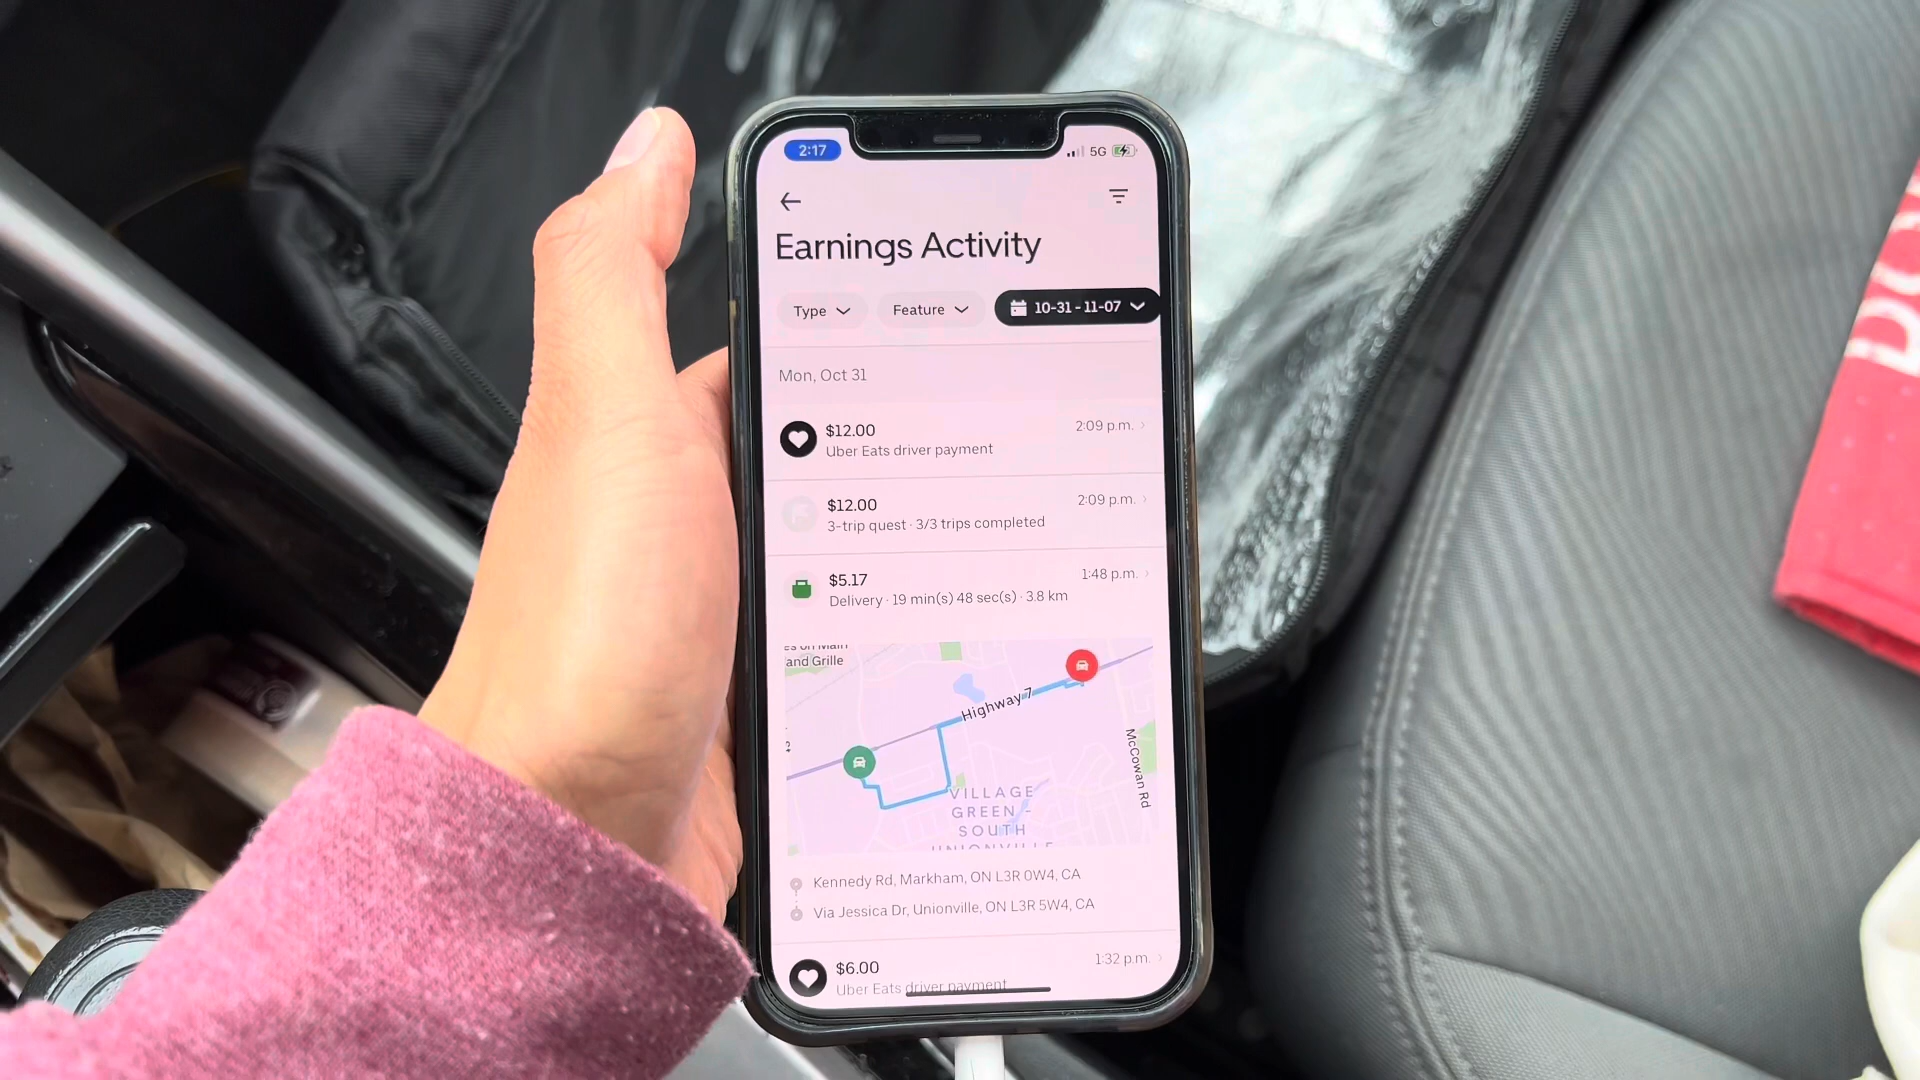 2:17
5G
Earnings Activity
Type
Feature
10-31 - 11-07
Mon, Oct 31
$12.00
2:09 p.m.
Uber Eats driver payment
$12.00
2:09 p.m.
3-trip quest · 3/3 trips completed
$5.17
1:48 p.m.
Delivery · 19 min(s) 48 sec(s) · 3.8 km
es on Main
and Grille
Highway 7
McCowan Rd
VILLAGE
GREEN -
SOUTH
UNIONVILLE
Kennedy Rd, Markham, ON L3R 0W4, CA
Via Jessica Dr, Unionville, ON L3R 5W4, CA
$6.00
1:32 p.m.
Uber Eats driver payment